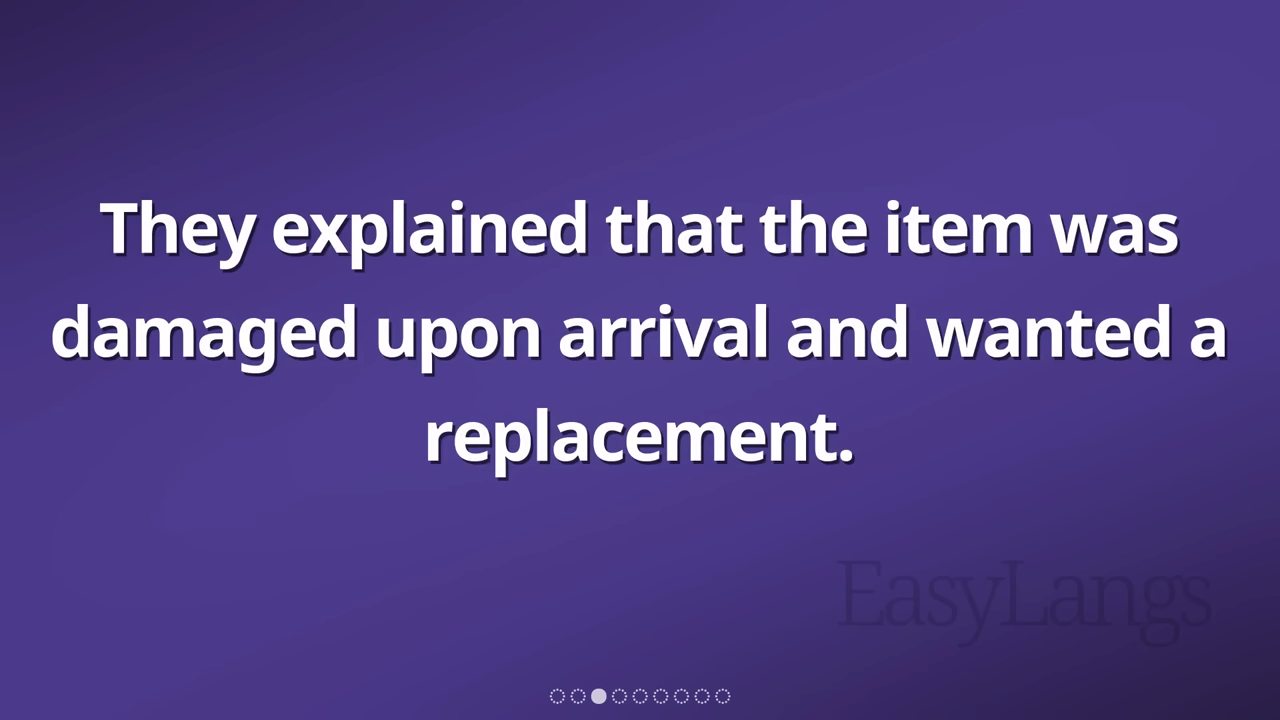 They explained that the item was
damaged upon arrival and wanted a
replacement.
EasyLangs